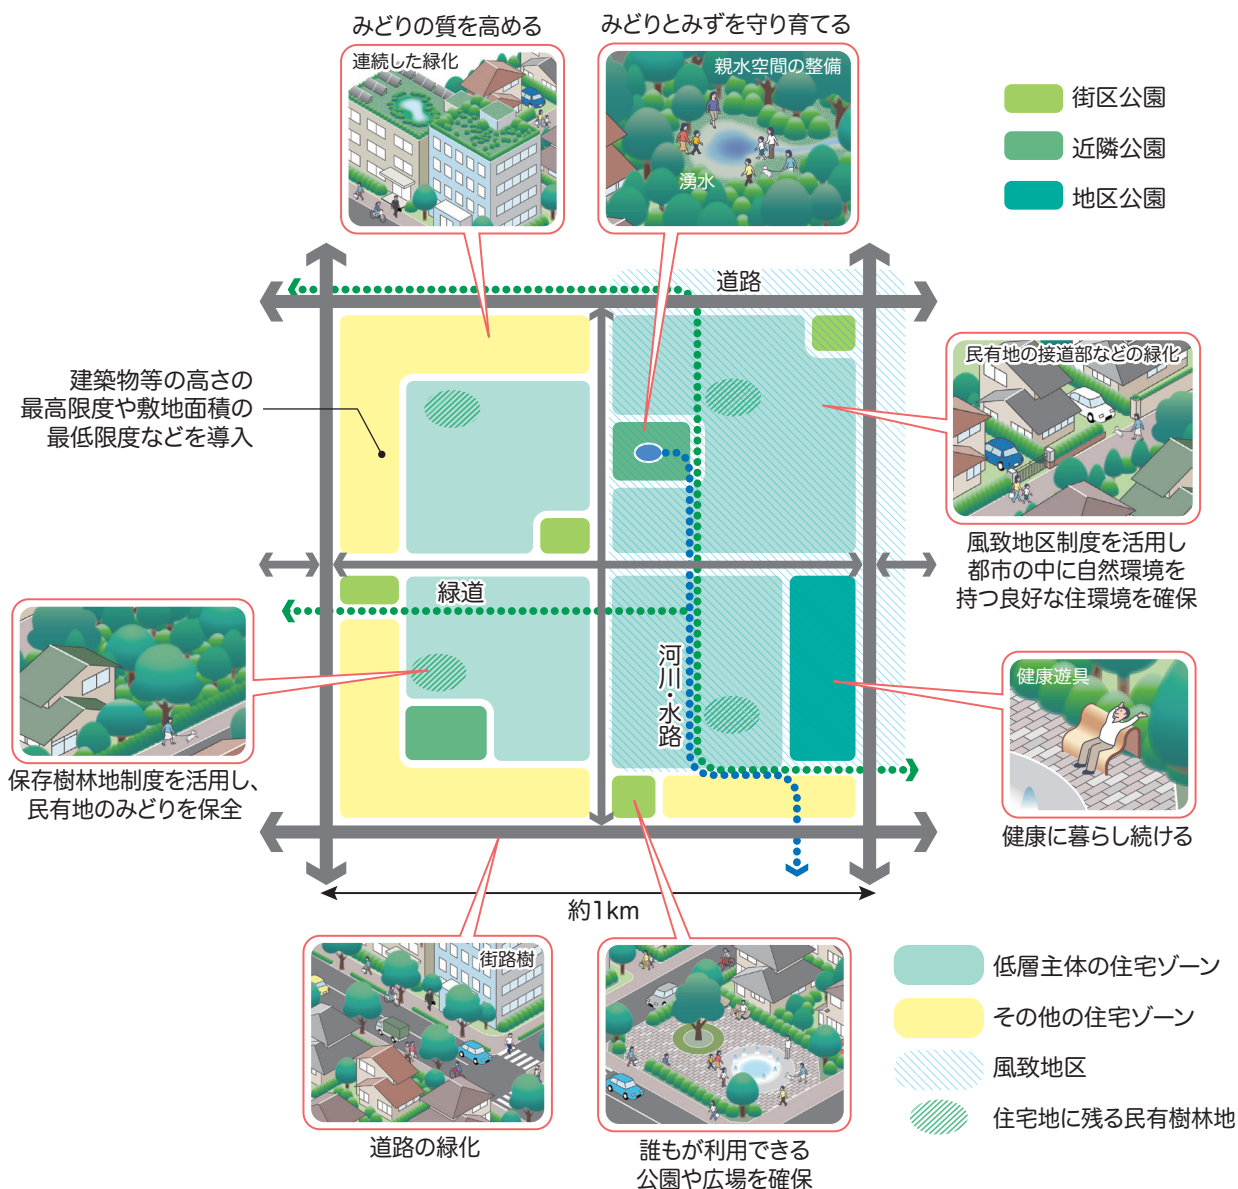 みどりの質を高める
連続した緑化
みどりとみずを守り育てる
親水空間の整備
湧水
街区公園
近隣公園
地区公園
道路
建築物等の高さの
最高限度や敷地面積の
最低限度などを導入
民有地の接道部などの緑化
風致地区制度を活用し
都市の中に自然環境を
持つ良好な住環境を確保
緑道
河川・水路
保存樹林地制度を活用し、
民有地のみどりを保全
健康遊具
健康に暮らし続ける
約1km
街路樹
道路の緑化
誰もが利用できる
公園や広場を確保
低層主体の住宅ゾーン
その他の住宅ゾーン
風致地区
住宅地に残る民有樹林地